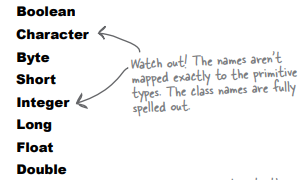 Boolean
Character
Byte
Short
Integer
Long
Float
Double
Watch out! The names aren't
mapped exactly to the primitive
types. The class names are fully
spelled out.